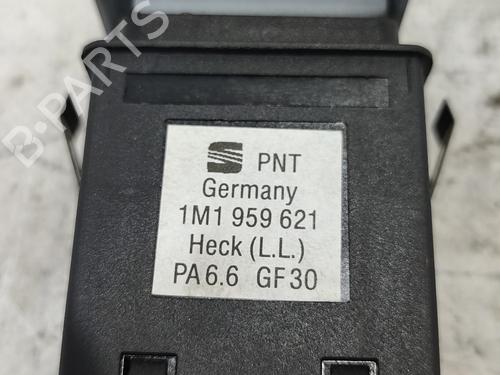 B-PARTS
S PNT
Germany
1M1 959 621
Heck (L.L.)
PA6.6 GF30